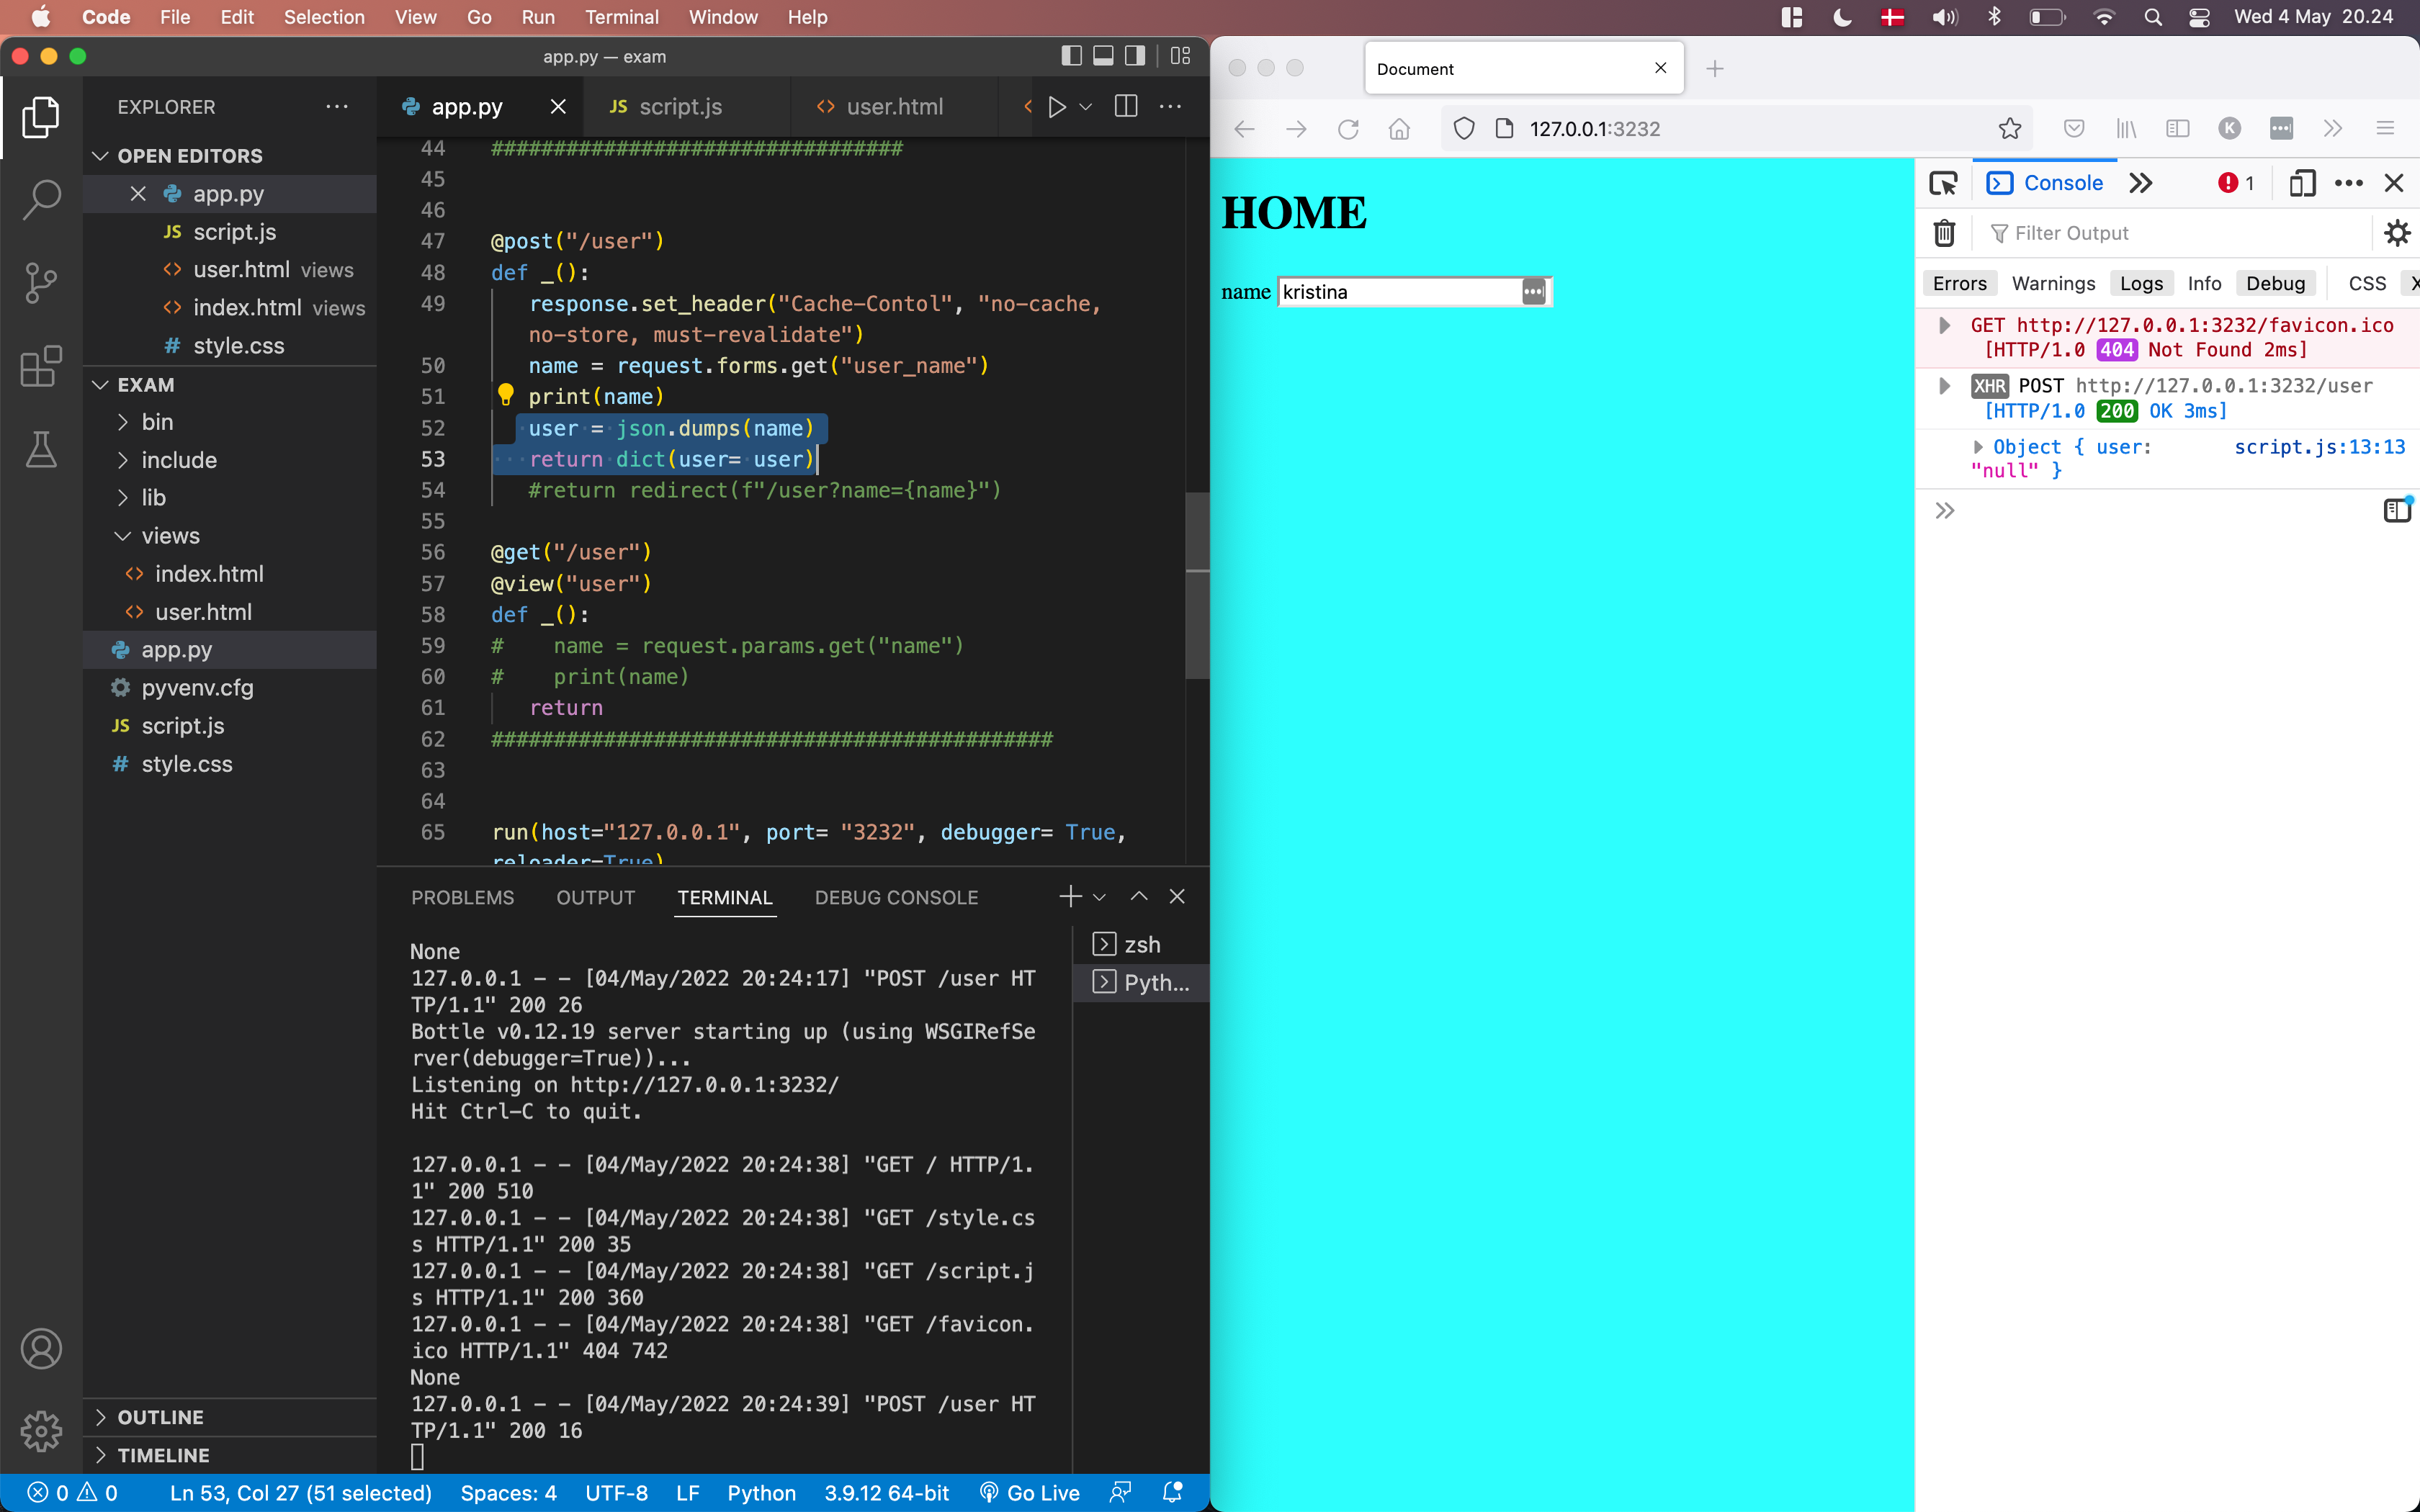 Code File Edit Selection View Go Run Terminal Window Help
Wed 4 May 20.24
app.py — exam
EXPLORER
OPEN EDITORS
app.py
script.js
user.html views
index.html views
style.css
EXAM
bin
include
lib
views
index.html
user.html
app.py
pyvenv.cfg
script.js
style.css
OUTLINE
TIMELINE
app.py
JS script.js
user.html
44 #################################
45
46
47 @post("/user")
48 def _():
49 response.set_header("Cache-Contol", "no-cache,
no-store, must-revalidate")
50 name = request.forms.get("user_name")
51 print(name)
52 user = json.dumps(name)
53 return dict(user= user)
54 #return redirect(f"/user?name={name}")
55
56 @get("/user")
57 @view("user")
58 def _():
59 #    name = request.params.get("name")
60 #    print(name)
61 return
62 #############################################
63
64
65 run(host="127.0.0.1", port= "3232", debugger= True,
reloader=True)
PROBLEMS OUTPUT TERMINAL DEBUG CONSOLE
zsh
Pyth...
None
127.0.0.1 - - [04/May/2022 20:24:17] "POST /user HT
TP/1.1" 200 26
Bottle v0.12.19 server starting up (using WSGIRefSe
rver(debugger=True))...
Listening on http://127.0.0.1:3232/
Hit Ctrl-C to quit.
127.0.0.1 - - [04/May/2022 20:24:38] "GET / HTTP/1.
1" 200 510
127.0.0.1 - - [04/May/2022 20:24:38] "GET /style.cs
s HTTP/1.1" 200 35
127.0.0.1 - - [04/May/2022 20:24:38] "GET /script.j
s HTTP/1.1" 200 360
127.0.0.1 - - [04/May/2022 20:24:38] "GET /favicon.
ico HTTP/1.1" 404 742
None
127.0.0.1 - - [04/May/2022 20:24:39] "POST /user HT
TP/1.1" 200 16
0 0 Ln 53, Col 27 (51 selected) Spaces: 4 UTF-8 LF Python 3.9.12 64-bit Go Live
Document
127.0.0.1:3232
K
HOME
name kristina
Console 1
Filter Output
Errors Warnings Logs Info Debug CSS X
GET http://127.0.0.1:3232/favicon.ico
[HTTP/1.0 404 Not Found 2ms]
XHR POST http://127.0.0.1:3232/user
[HTTP/1.0 200 OK 3ms]
Object { user: script.js:13:13
"null" }